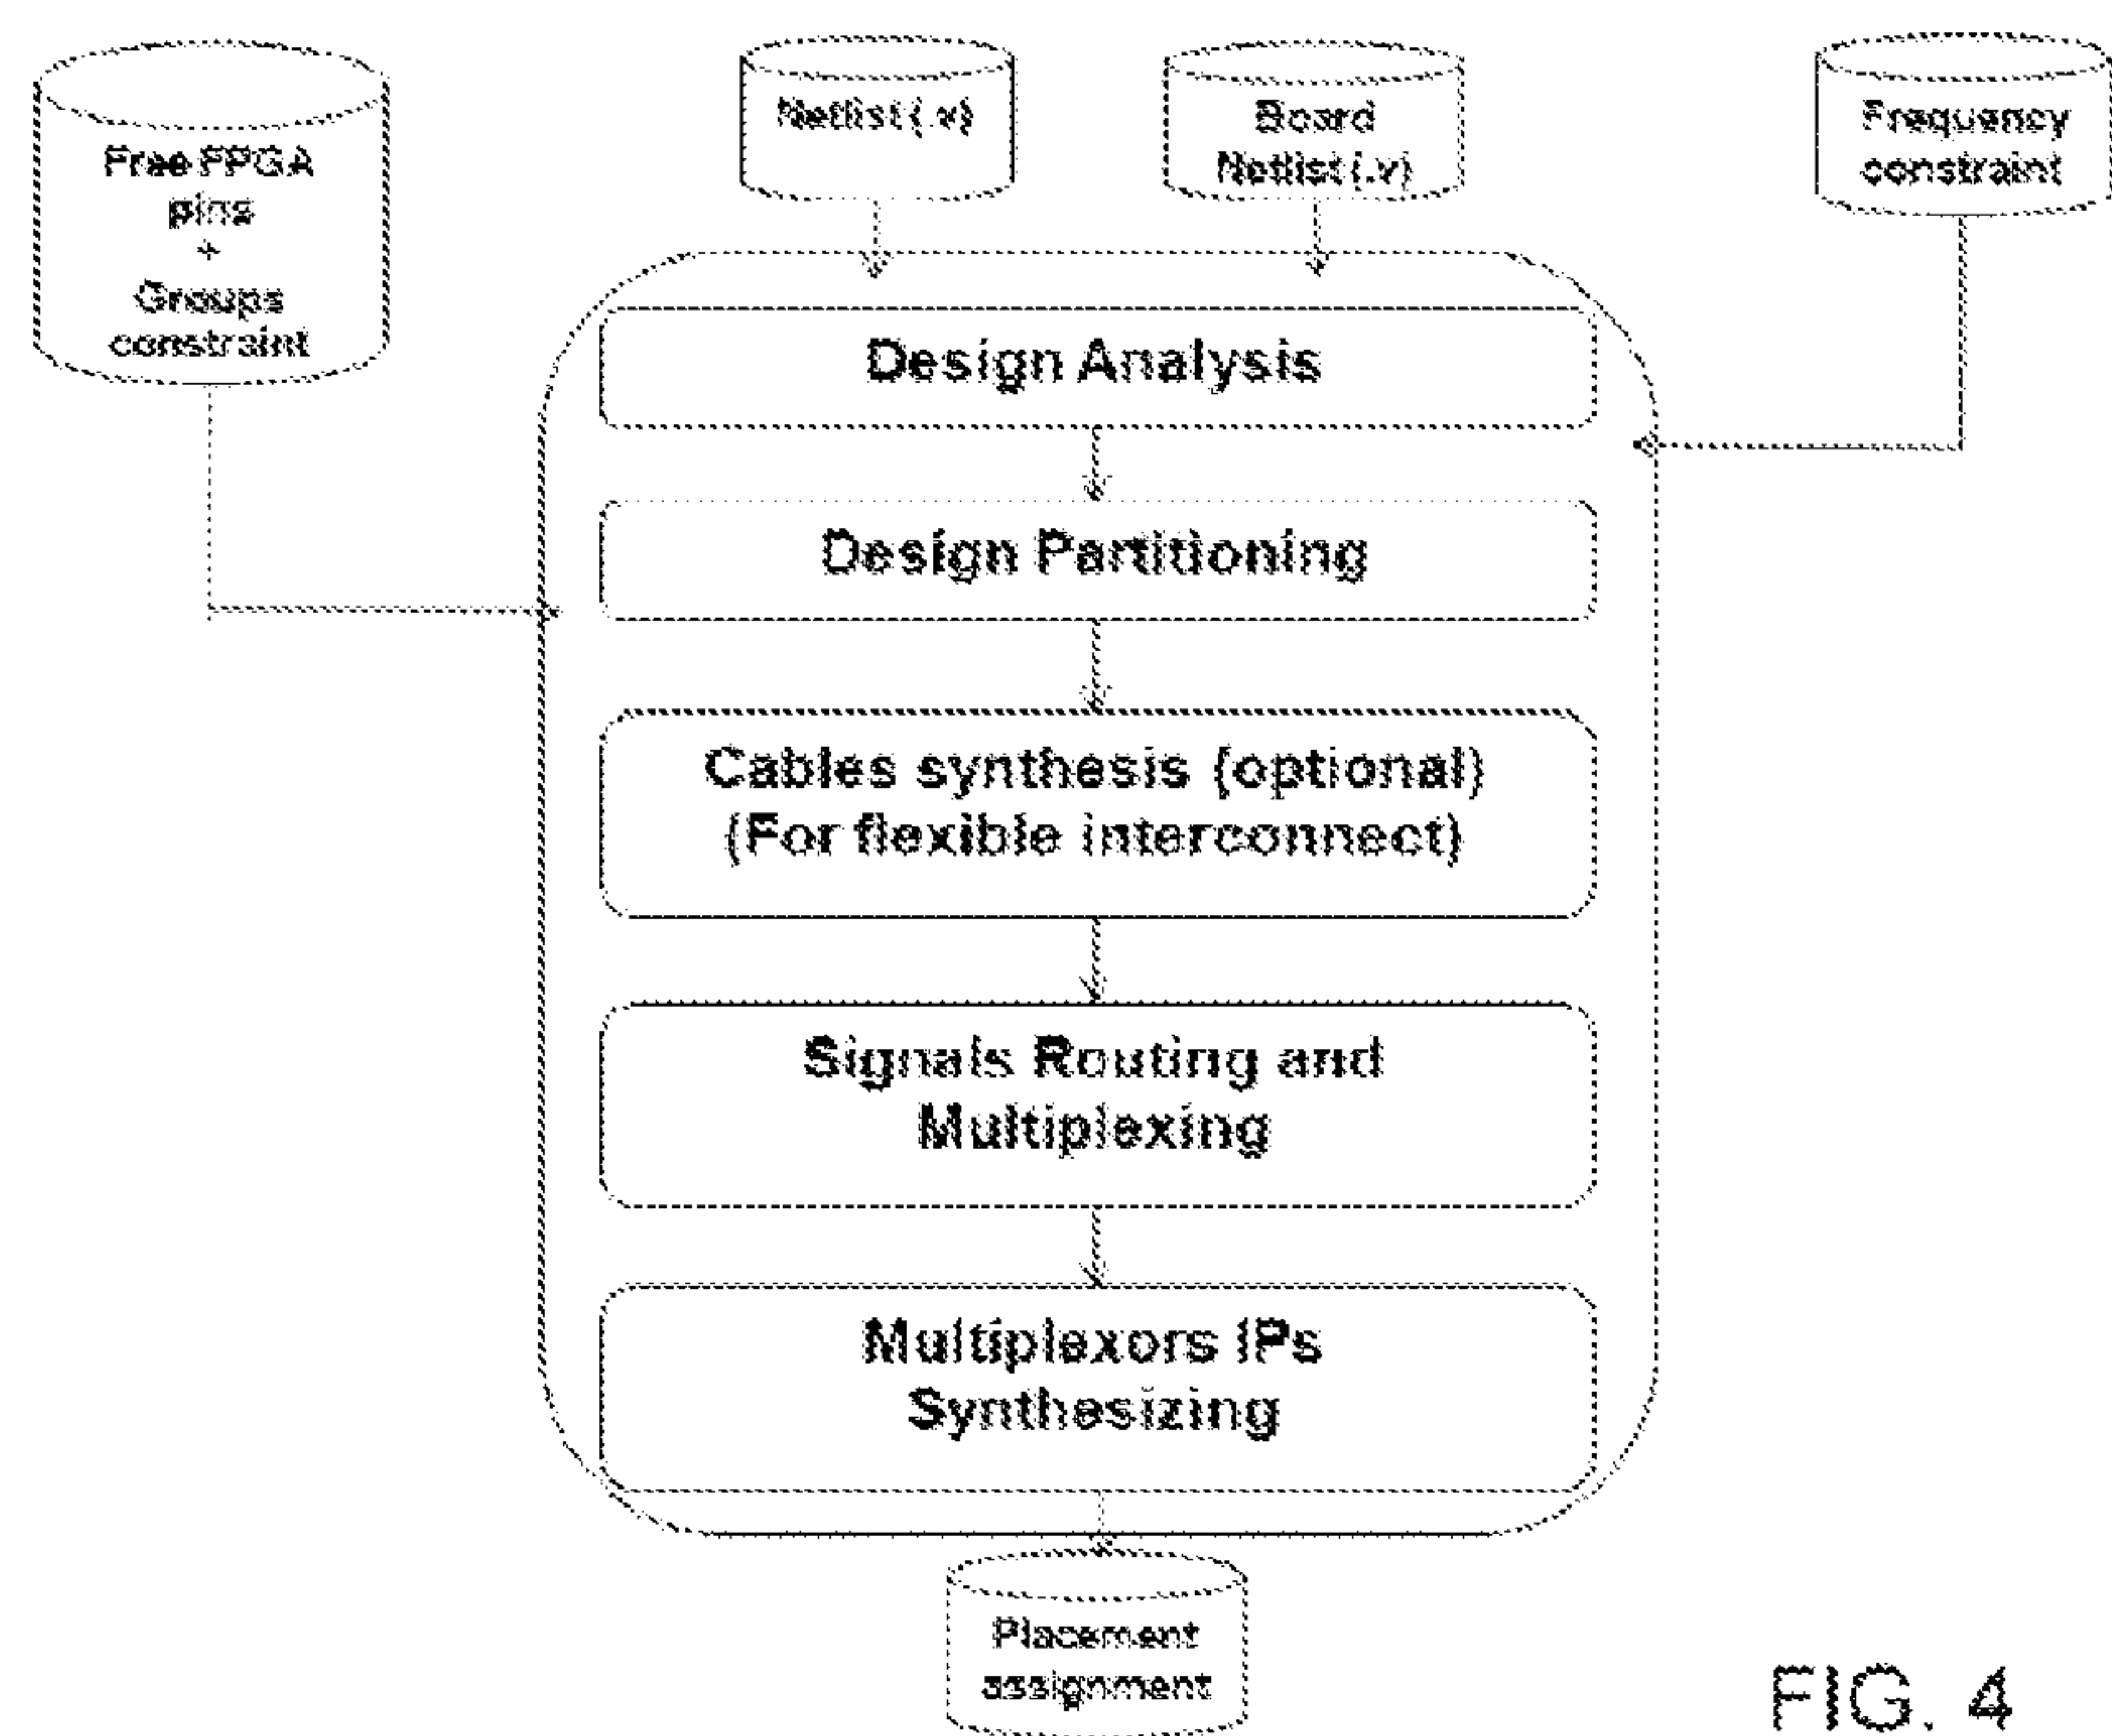 Free FPGA
pins
+
Groups
constraint
Netlist (.v)
Board
Netlist (.v)
Frequency
constraint
Design Analysis
Design Partitioning
Cables synthesis (optional)
(For flexible interconnect)
Signals Routing and
Multiplexing
Multiplexors IPs
Synthesizing
Placement
assignment
FIG. 4